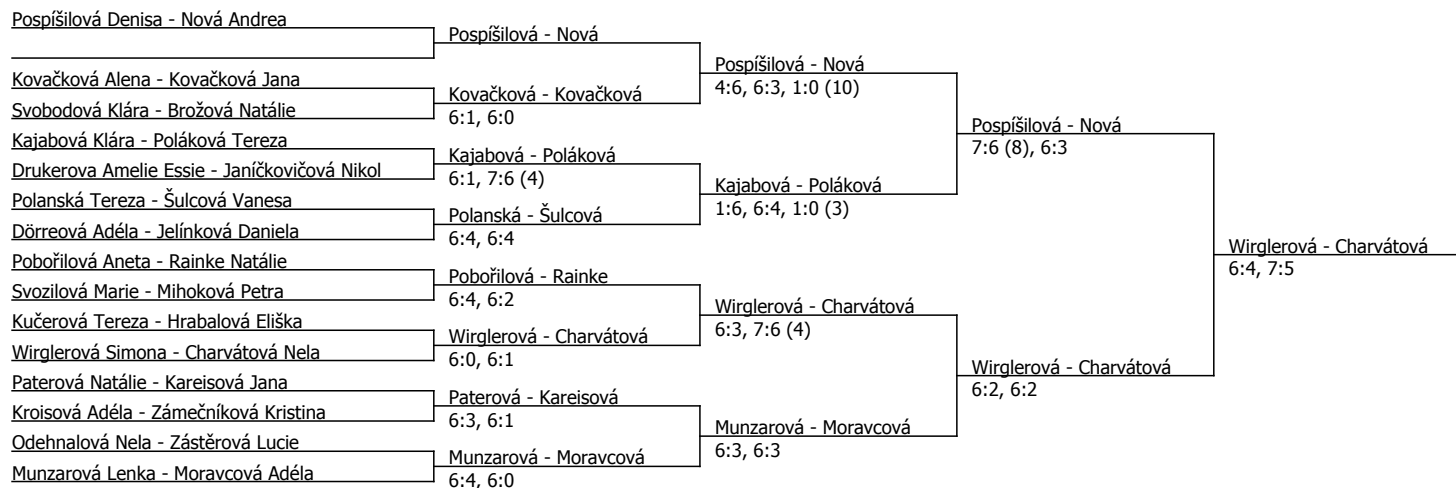 Pospíšilová Denisa - Nová Andrea
Kovačková Alena - Kovačková Jana
Svobodová Klára - Brožová Natálie
Kajabová Klára - Poláková Tereza
Drukerova Amelie Essie - Janíčkovičová Nikol
Polanská Tereza - Šulcová Vanesa
Dörreová Adéla - Jelínková Daniela
Pobořilová Aneta - Rainke Natálie
Svozilová Marie - Mihoková Petra
Kučerová Tereza - Hrabalová Eliška
Wirglerová Simona - Charvátová Nela
Paterová Natálie - Kareisová Jana
Kroisová Adéla - Zámečníková Kristina
Odehnalová Nela - Zástěrová Lucie
Munzarová Lenka - Moravcová Adéla
Pospíšilová - Nová
Kovačková - Kovačková
6:1, 6:0
Kajabová - Poláková
6:1, 7:6 (4)
Polanská - Šulcová
6:4, 6:4
Pobořilová - Rainke
6:4, 6:2
Wirglerová - Charvátová
6:0, 6:1
Paterová - Kareisová
6:3, 6:1
Munzarová - Moravcová
6:4, 6:0
Pospíšilová - Nová
4:6, 6:3, 1:0 (10)
Kajabová - Poláková
1:6, 6:4, 1:0 (3)
Wirglerová - Charvátová
6:3, 7:6 (4)
Munzarová - Moravcová
6:3, 6:3
Pospíšilová - Nová
7:6 (8), 6:3
Wirglerová - Charvátová
6:2, 6:2
Wirglerová - Charvátová
6:4, 7:5